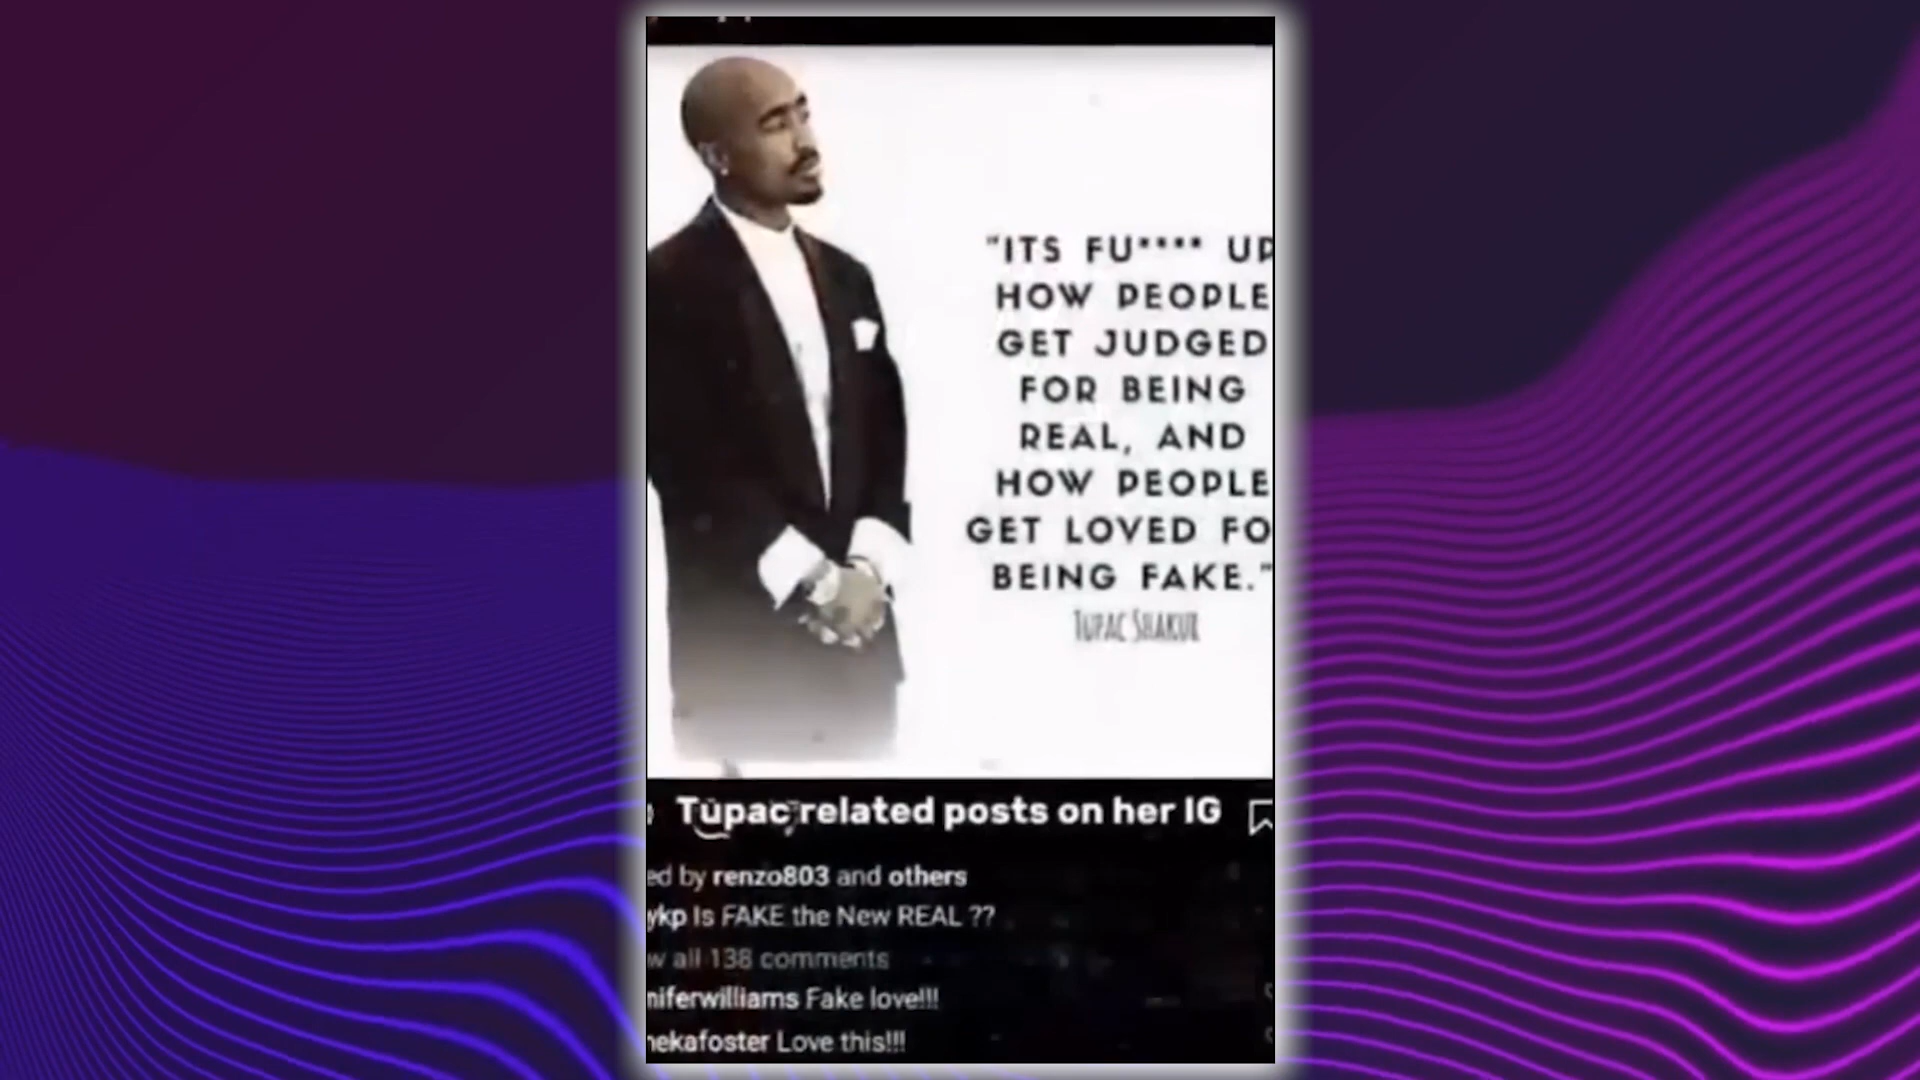 "ITS FU**** UP
HOW PEOPLE
GET JUDGED
FOR BEING
REAL, AND
HOW PEOPLE
GET LOVED FO
BEING FAKE."
TUPAC SHAKUR
Tupac related posts on her IG
ed by renzo803 and others
ykp Is FAKE the New REAL ??
w all 138 comments
niferwilliams Fake love!!!
nekafoster Love this!!!